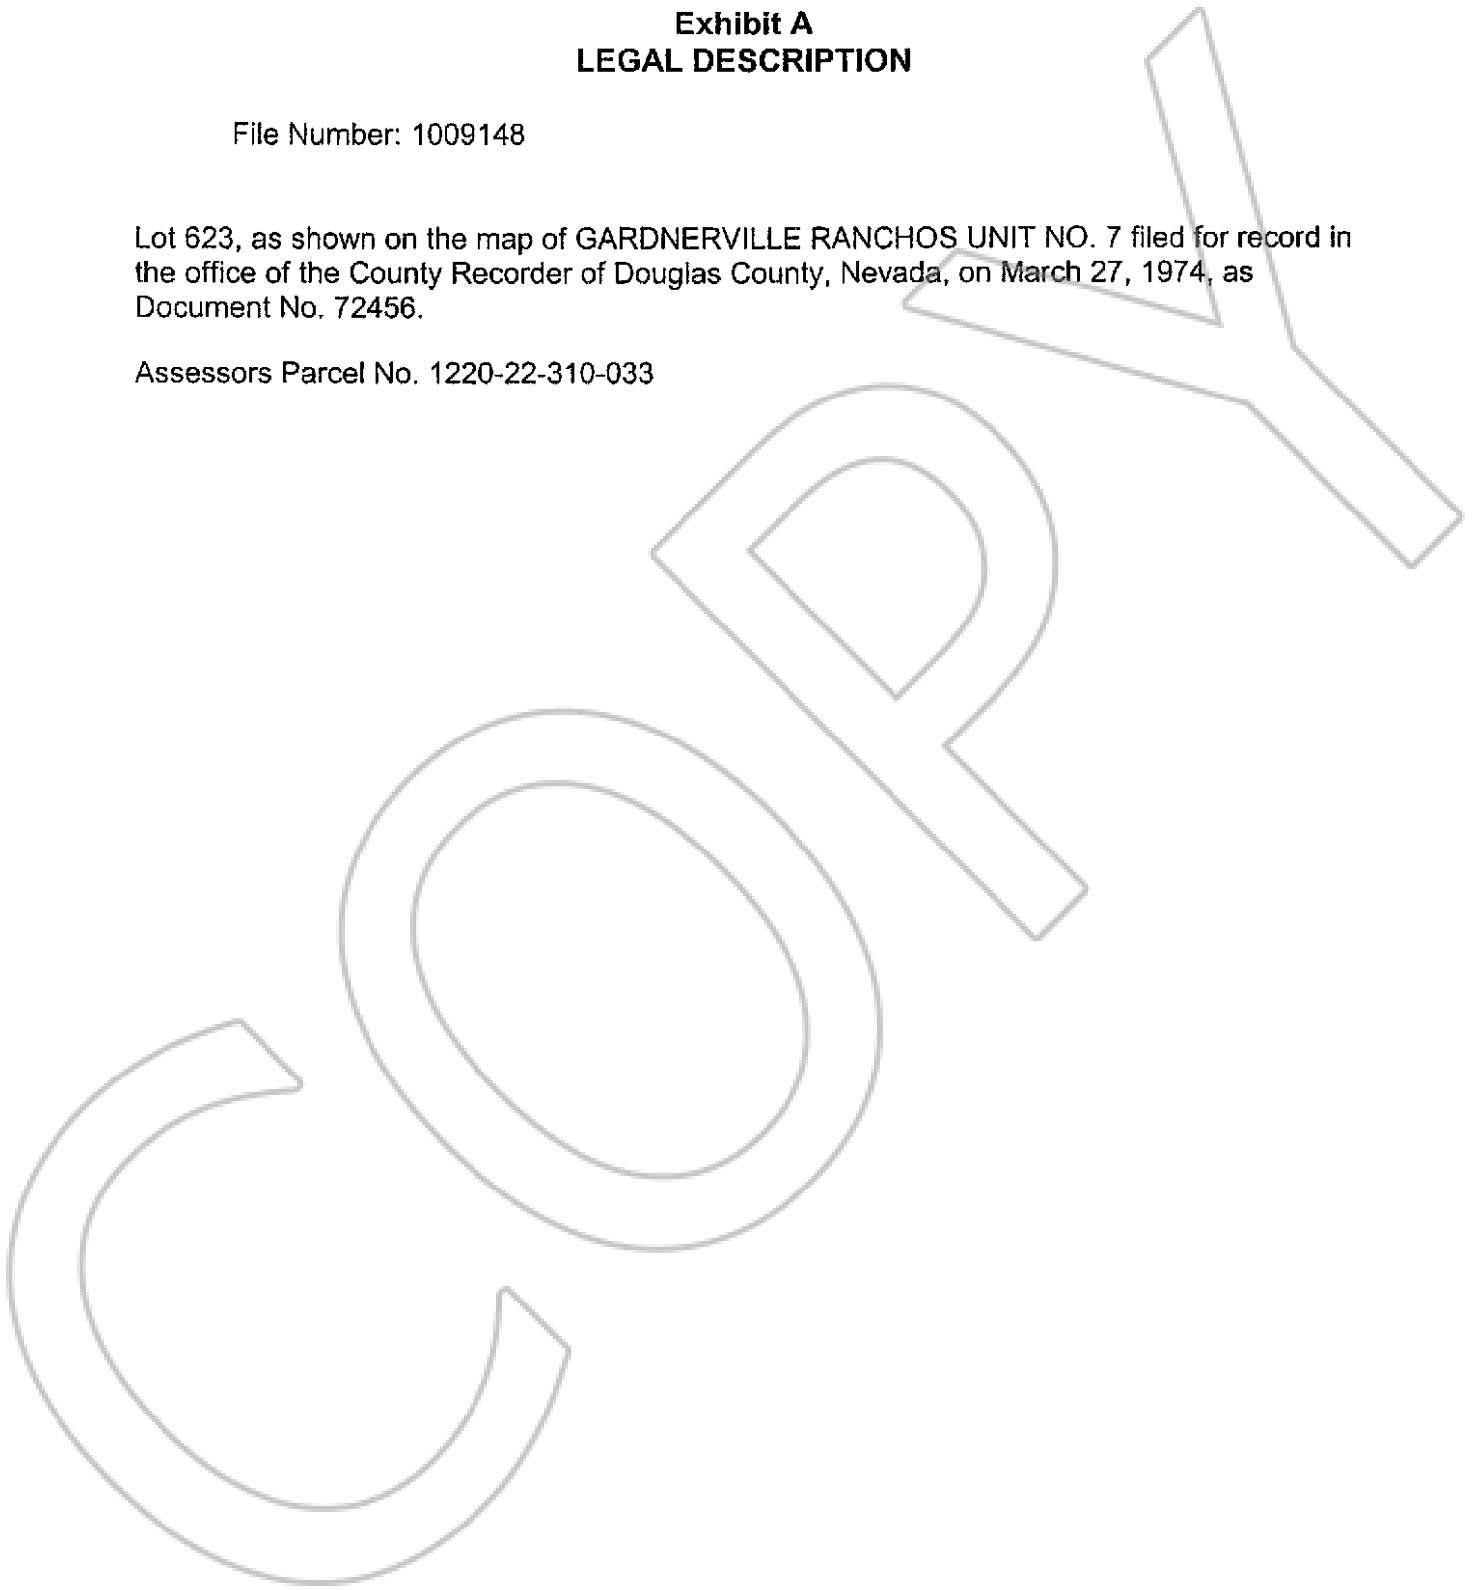 Exhibit A
LEGAL DESCRIPTION
File Number: 1009148
Lot 623, as shown on the map of GARDNERVILLE RANCHOS UNIT NO. 7 filed for record in
the office of the County Recorder of Douglas County, Nevada, on March 27, 1974, as
Document No. 72456.
Assessors Parcel No. 1220-22-310-033
COPY